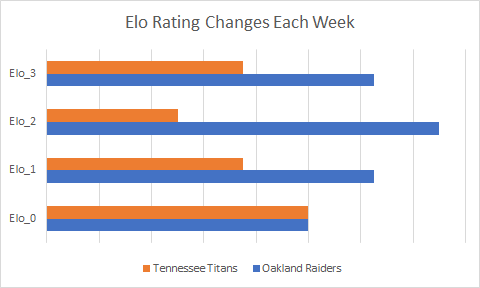 Elo Rating Changes Each Week
Elo_3
Elo_2
Elo_1
Elo_0
Tennessee Titans
Oakland Raiders